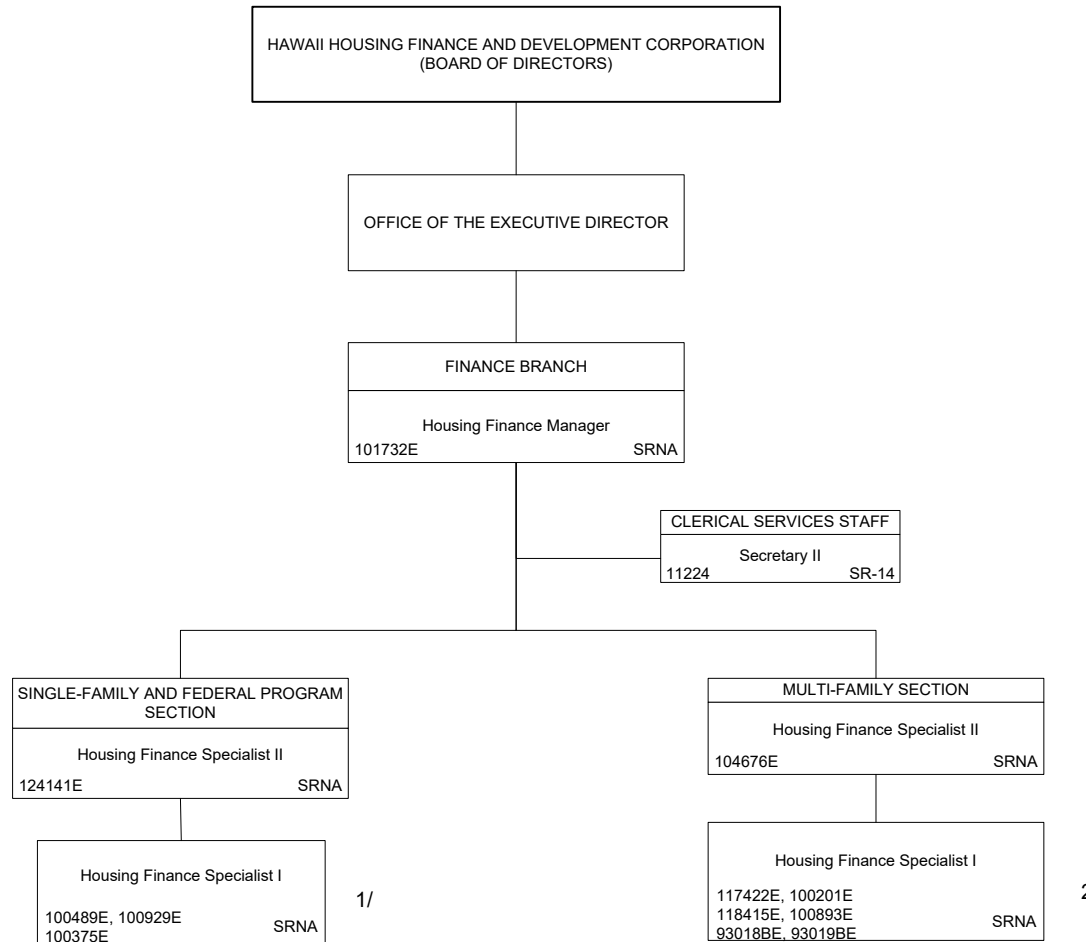 HAWAII HOUSING FINANCE AND DEVELOPMENT CORPORATION
(BOARD OF DIRECTORS)
OFFICE OF THE EXECUTIVE DIRECTOR
FINANCE BRANCH
Housing Finance Manager
101732E SRNA
CLERICAL SERVICES STAFF
Secretary II
11224 SR-14
SINGLE-FAMILY AND FEDERAL PROGRAM
SECTION
Housing Finance Specialist II
124141E SRNA
Housing Finance Specialist I
100489E, 100929E
100375E
SRNA
1/
MULTI-FAMILY SECTION
Housing Finance Specialist II
104676E SRNA
Housing Finance Specialist I
117422E, 100201E
118415E, 100893E
93018BE, 93019BE
SRNA
2